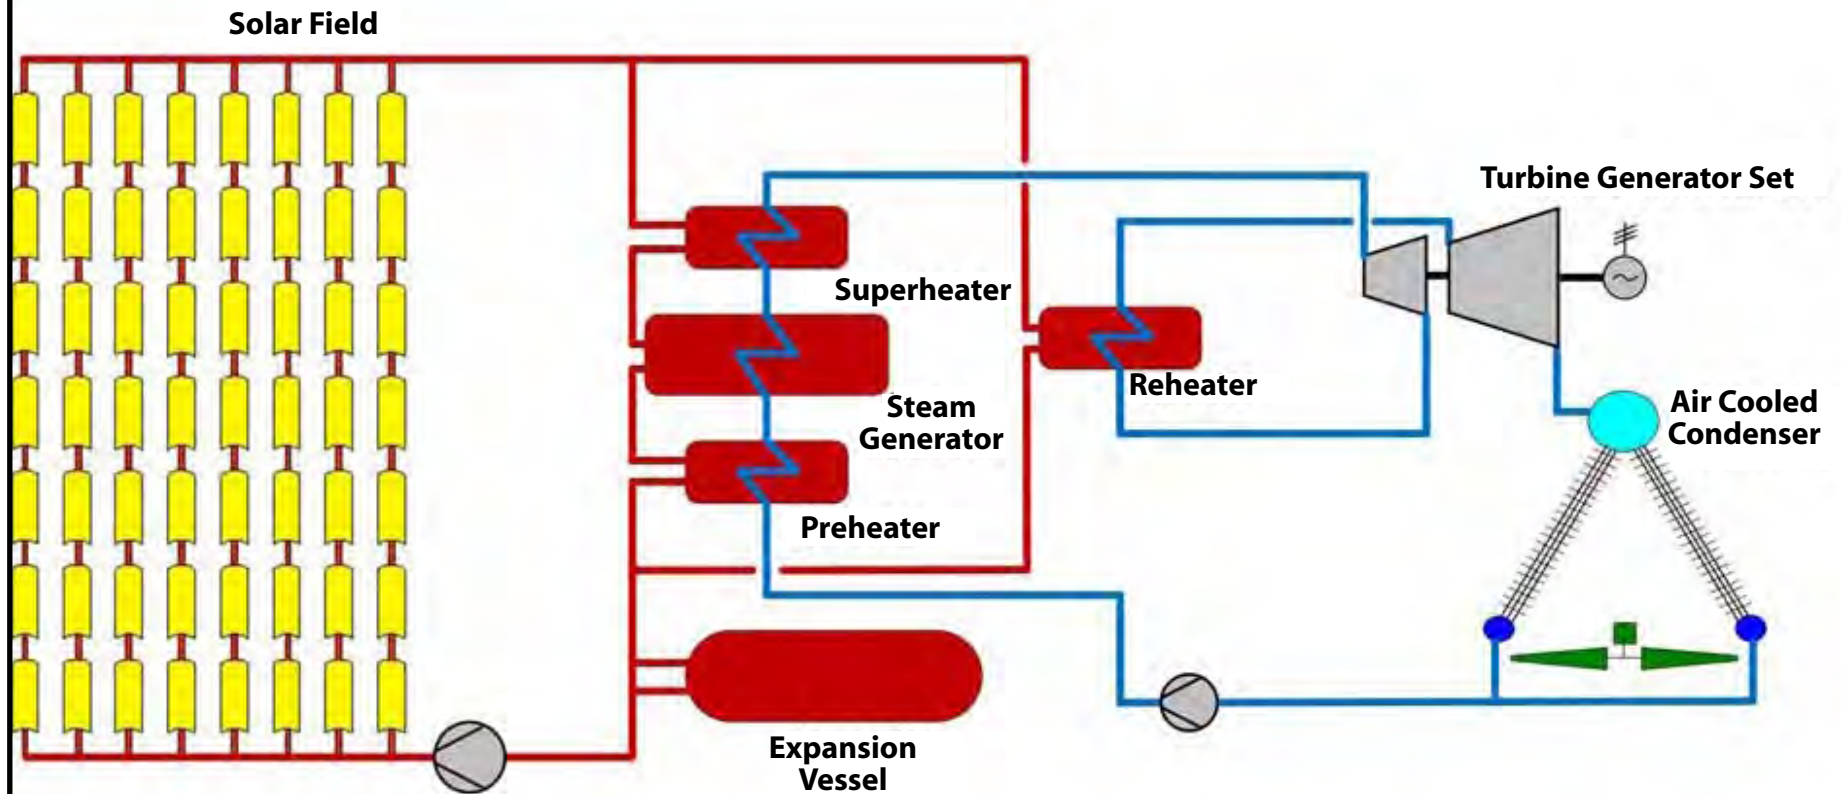 Solar Field
Turbine Generator Set
Superheater
Reheater
Steam
Generator
Air Cooled
Condenser
Preheater
Expansion
Vessel